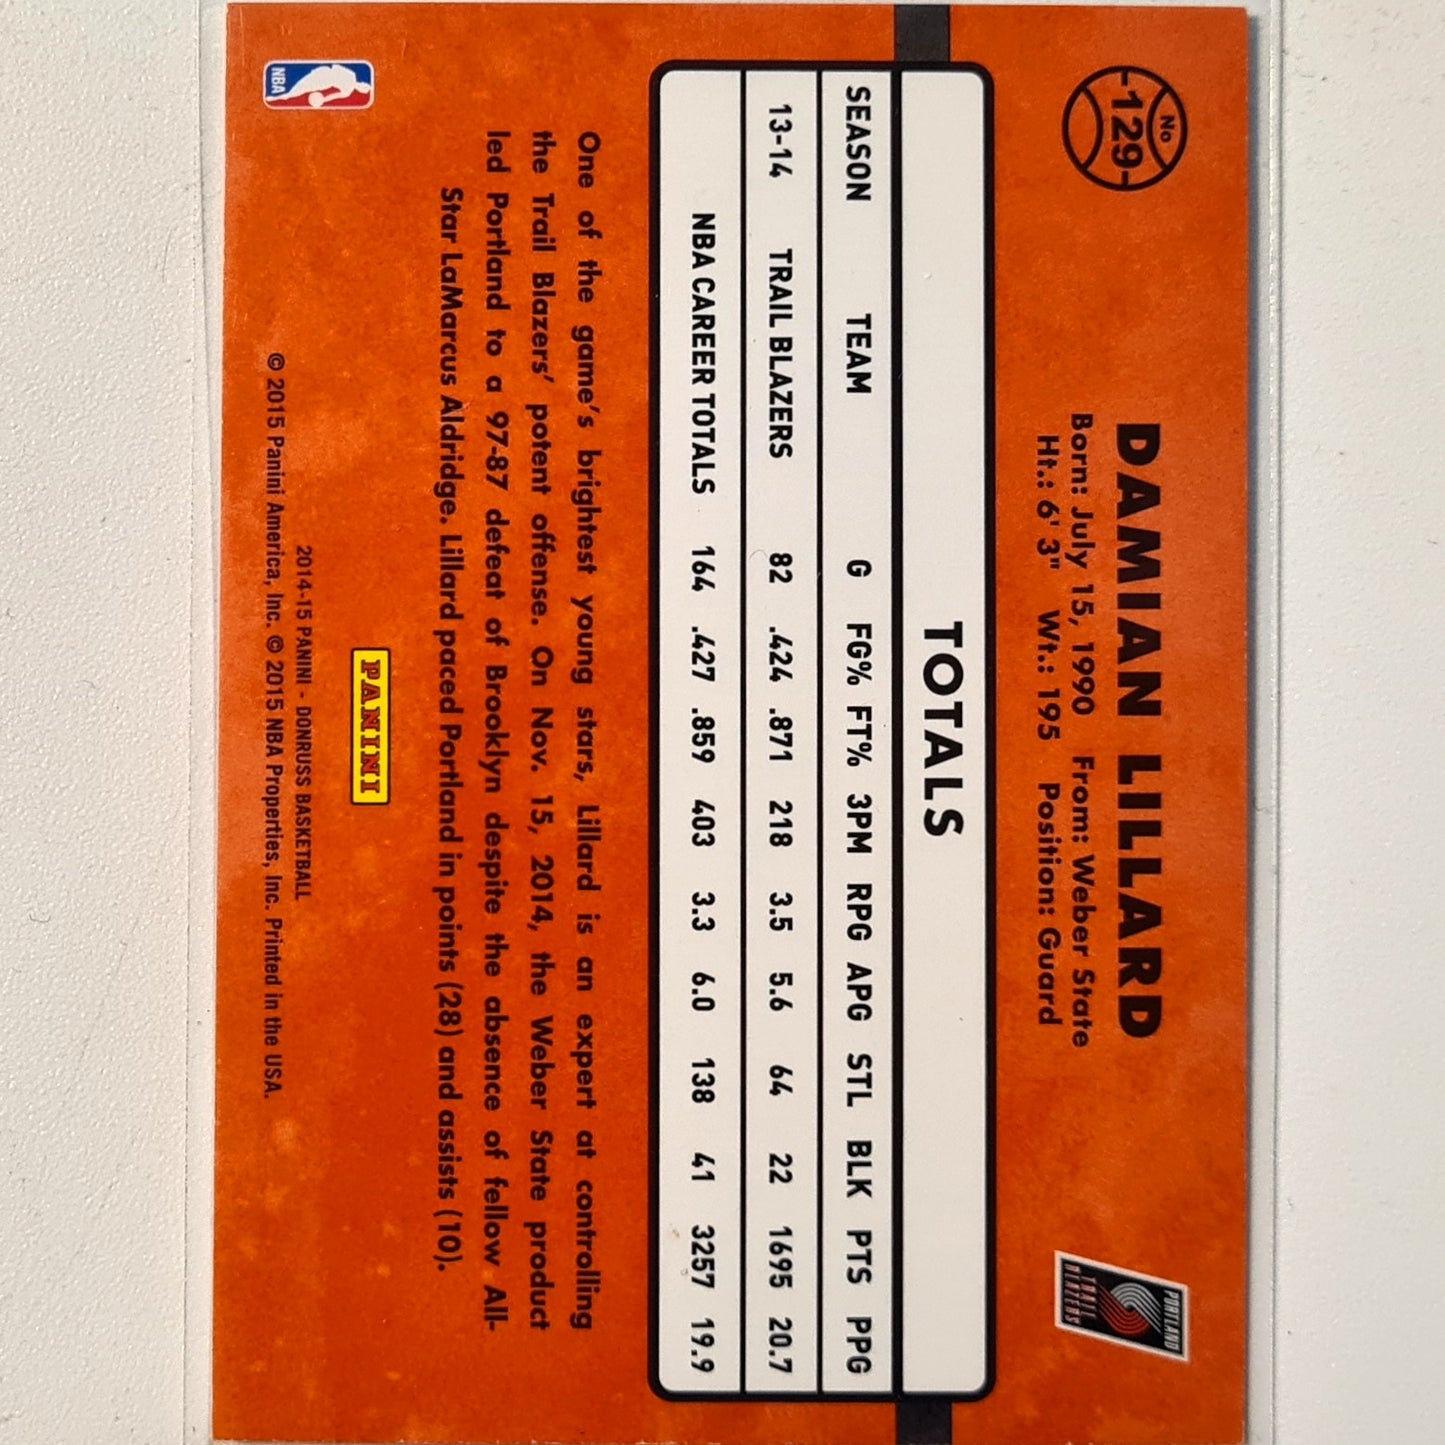 No
129
DAMIAN LILLARD
Born: July 15, 1990 From: Weber State
Ht.: 6' 3" Wt.: 195 Position: Guard
PORTLAND
TRAIL
BLAZERS
TOTALS
SEASON TEAM G FG% FT% 3PM RPG APG STL BLK PTS PPG
13-14 TRAIL BLAZERS 82 .424 .871 218 3.5 5.6 64 22 1695 20.7
NBA CAREER TOTALS 164 .427 .859 403 3.3 6.0 138 41 3257 19.9
One of the game's brightest young stars, Lillard is an expert at controlling
the Trail Blazers' potent offense. On Nov. 15, 2014, the Weber State product
led Portland to a 97-87 defeat of Brooklyn despite the absence of fellow All-
Star LaMarcus Aldridge. Lillard paced Portland in points (28) and assists (10).
PANINI
2014-15 PANINI - DONRUSS BASKETBALL
© 2015 Panini America, Inc. © 2015 NBA Properties, Inc. Printed in the USA.
NBA